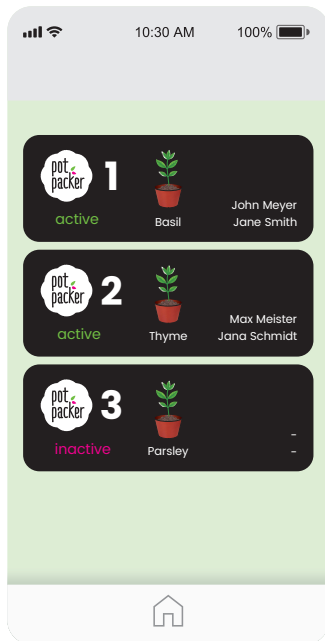 10:30 AM 100%
pot
packer
1
active
Basil
John Meyer
Jane Smith
pot
packer
2
active
Thyme
Max Meister
Jana Schmidt
pot
packer
3
inactive
Parsley
-
-